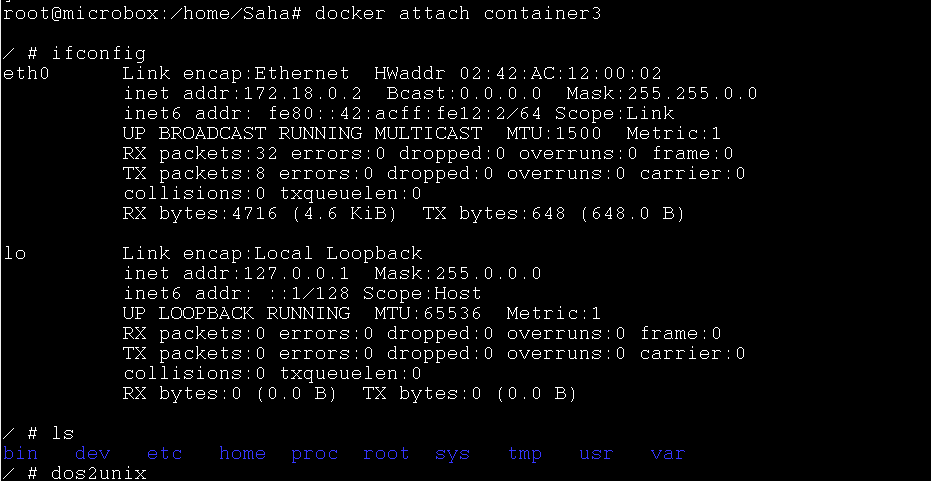 root@microbox:/home/Saha# docker attach container3
/ # ifconfig
eth0      Link encap:Ethernet  HWaddr 02:42:AC:12:00:02
          inet addr:172.18.0.2  Bcast:0.0.0.0  Mask:255.255.0.0
          inet6 addr: fe80::42:acff:fe12:2/64 Scope:Link
          UP BROADCAST RUNNING MULTICAST  MTU:1500  Metric:1
          RX packets:32 errors:0 dropped:0 overruns:0 frame:0
          TX packets:8 errors:0 dropped:0 overruns:0 carrier:0
          collisions:0 txqueuelen:0
          RX bytes:4716 (4.6 KiB)  TX bytes:648 (648.0 B)
lo        Link encap:Local Loopback
          inet addr:127.0.0.1  Mask:255.0.0.0
          inet6 addr: ::1/128 Scope:Host
          UP LOOPBACK RUNNING  MTU:65536  Metric:1
          RX packets:0 errors:0 dropped:0 overruns:0 frame:0
          TX packets:0 errors:0 dropped:0 overruns:0 carrier:0
          collisions:0 txqueuelen:0
          RX bytes:0 (0.0 B)  TX bytes:0 (0.0 B)
/ # ls
bin   dev   etc   home  proc  root  sys   tmp   usr   var
/ # dos2unix